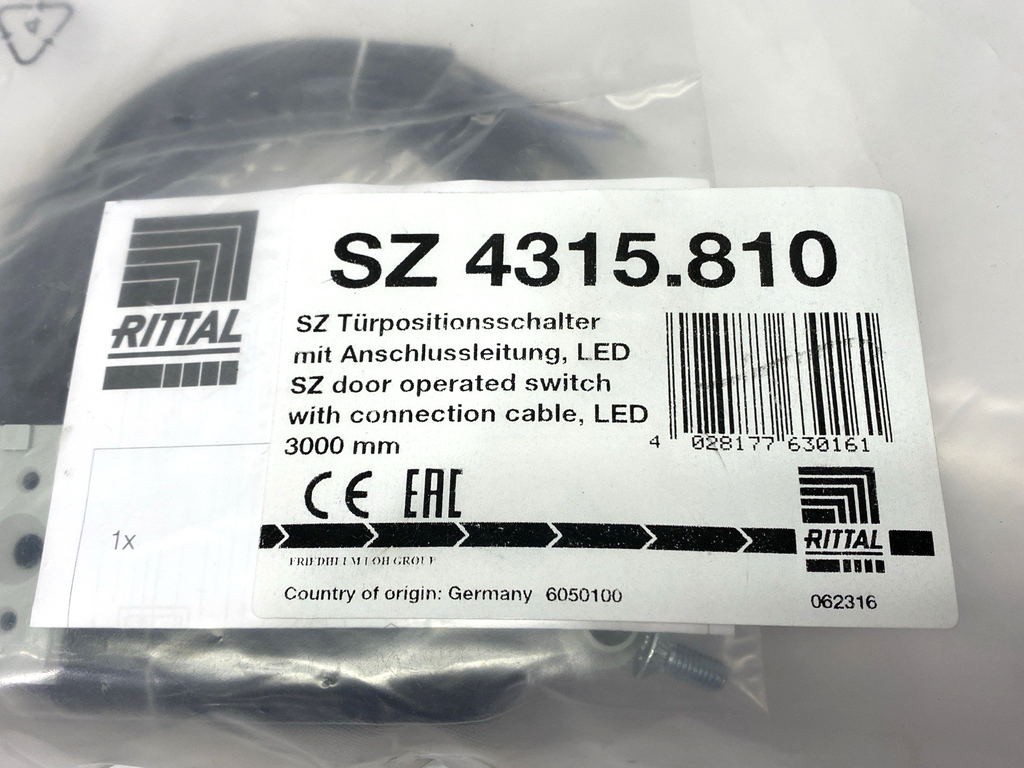 4
RITTAL
SZ 4315.810
SZ Türpositionsschalter
mit Anschlussleitung, LED
SZ door operated switch
with connection cable, LED
3000 mm
4 028177 630161
CE EAC
RITTAL
FRIEDHELM LOH GROUP
Country of origin: Germany 6050100
062316
1x